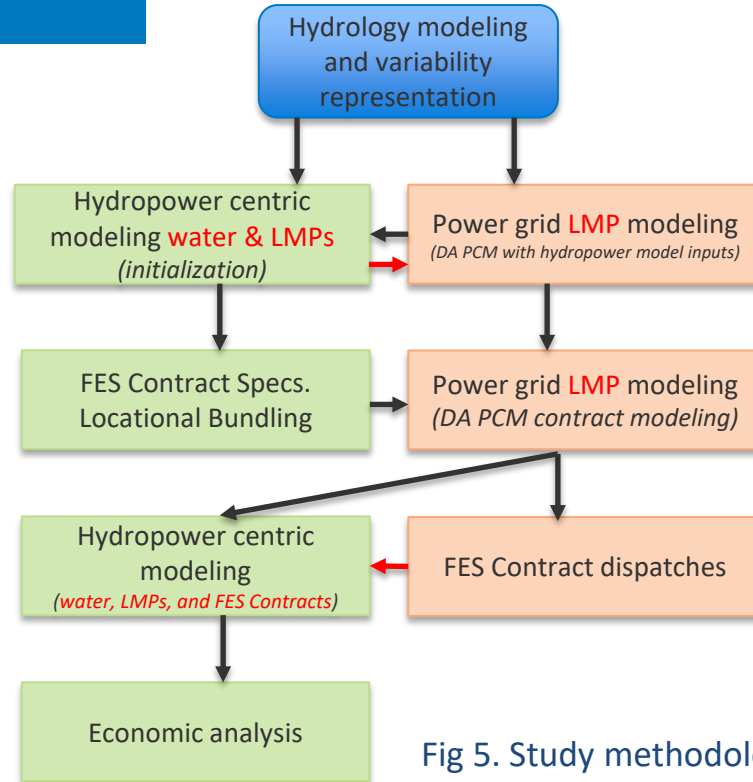 Hydrology modeling
and variability
representation
Hydropower centric
modeling water & LMPs
(initialization)
Power grid LMP modeling
(DA PCM with hydropower model inputs)
FES Contract Specs.
Locational Bundling
Power grid LMP modeling
(DA PCM contract modeling)
Hydropower centric
modeling
(water, LMPs, and FES Contracts)
FES Contract dispatches
Economic analysis
Fig 5. Study